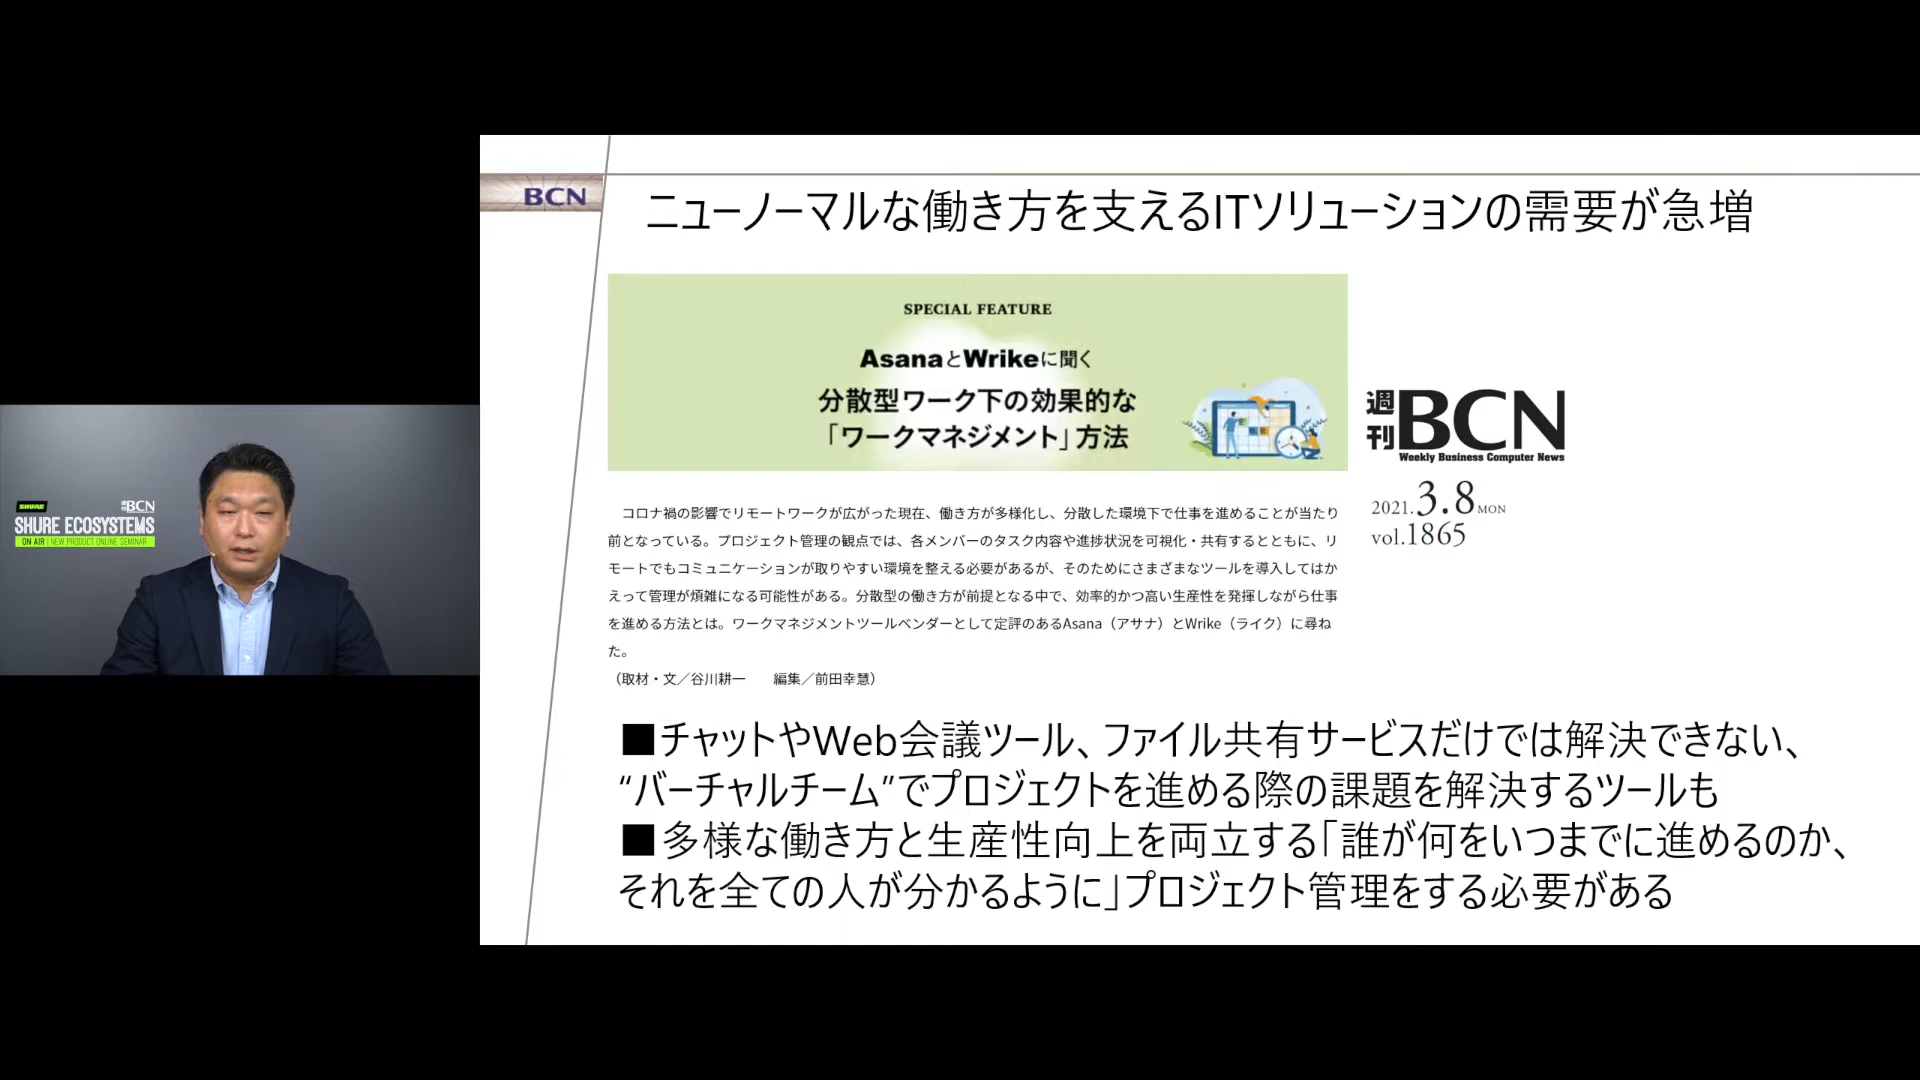 SHURE
週刊BCN
SHURE ECOSYSTEMS
ON AIR | NEW PRODUCT ONLINE SEMINAR
BCN
ニューノーマルな働き方を支えるITソリューションの需要が急増
SPECIAL FEATURE
AsanaとWrikeに聞く
分散型ワーク下の効果的な
「ワークマネジメント」方法
週刊BCN
Weekly Business Computer News
2021.3.8 MON
vol.1865
コロナ禍の影響でリモートワークが広がった現在、働き方が多様化し、分散した環境下で仕事を進めることが当たり
前となっている。プロジェクト管理の観点では、各メンバーのタスク内容や進捗状況を可視化・共有するとともに、リ
モートでもコミュニケーションが取りやすい環境を整える必要があるが、そのためにさまざまなツールを導入してはか
えって管理が煩雑になる可能性がある。分散型の働き方が前提となる中で、効率的かつ高い生産性を発揮しながら仕事
を進める方法とは。ワークマネジメントツールベンダーとして定評のあるAsana（アサナ）とWrike（ライク）に尋ね
た。
（取材・文／谷川耕一　　編集／前田幸慧）
■チャットやWeb会議ツール、ファイル共有サービスだけでは解決できない、
“バーチャルチーム”でプロジェクトを進める際の課題を解決するツールも
■多様な働き方と生産性向上を両立する「誰が何をいつまでに進めるのか、
それを全ての人が分かるように」プロジェクト管理をする必要がある